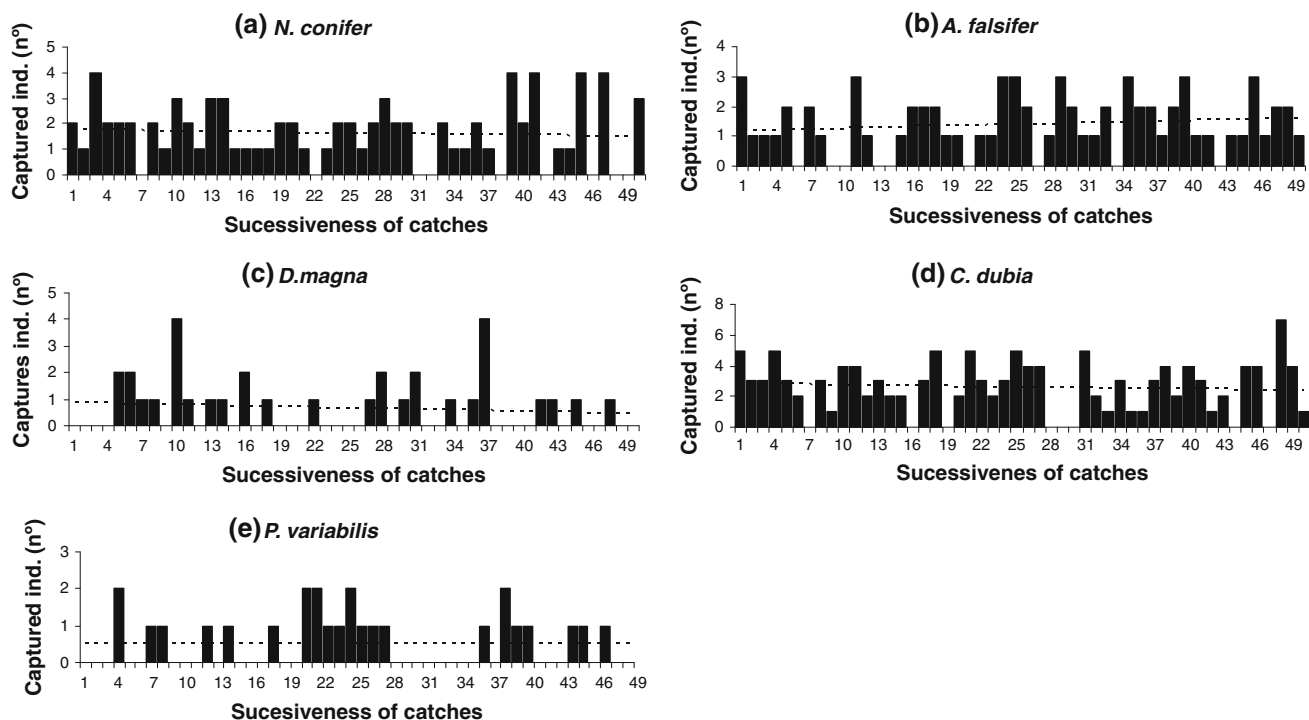 (a) N. conifer
Captured ind. (n°)
5
4
3
2
1
0
1 4 7 10 13 16 19 22 25 28 31 34 37 40 43 46 49
Sucessiveness of catches
(b) A. falsifer
Captured ind.(n°)
4
3
2
1
0
1 4 7 10 13 16 19 22 25 28 31 34 37 40 43 46 49
Sucessiveness of catches
(c) D.magna
Captures ind. (n°)
5
4
3
2
1
0
1 4 7 10 13 16 19 22 25 28 31 34 37 40 43 46 49
Sucessiveness of catches
(d) C. dubia
Captured ind. (n°)
8
6
4
2
0
1 4 7 10 13 16 19 22 25 28 31 34 37 40 43 46 49
Sucessivenes of catches
(e) P. variabilis
Captured ind. (n°)
3
2
1
0
1 4 7 10 13 16 19 22 25 28 31 34 37 40 43 46 49
Sucesiveness of catches